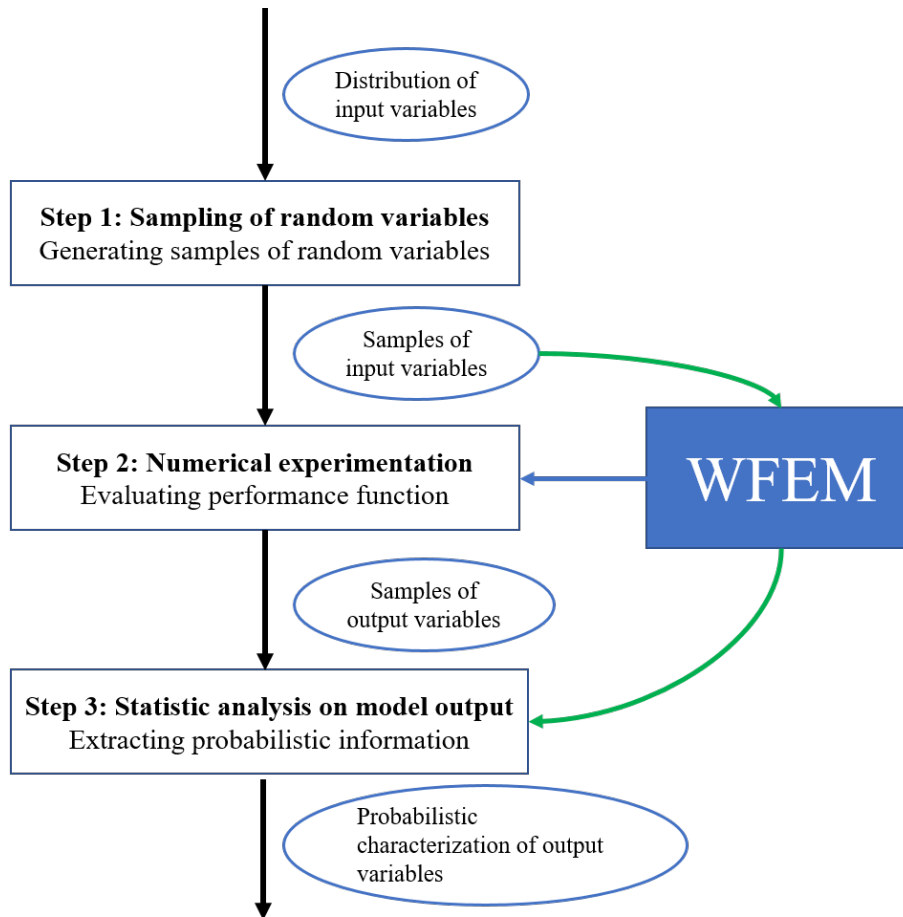 Distribution of
input variables
Step 1: Sampling of random variables
Generating samples of random variables
Samples of
input variables
Step 2: Numerical experimentation
Evaluating performance function
WFEM
Samples of
output variables
Step 3: Statistic analysis on model output
Extracting probabilistic information
Probabilistic
characterization of output
variables